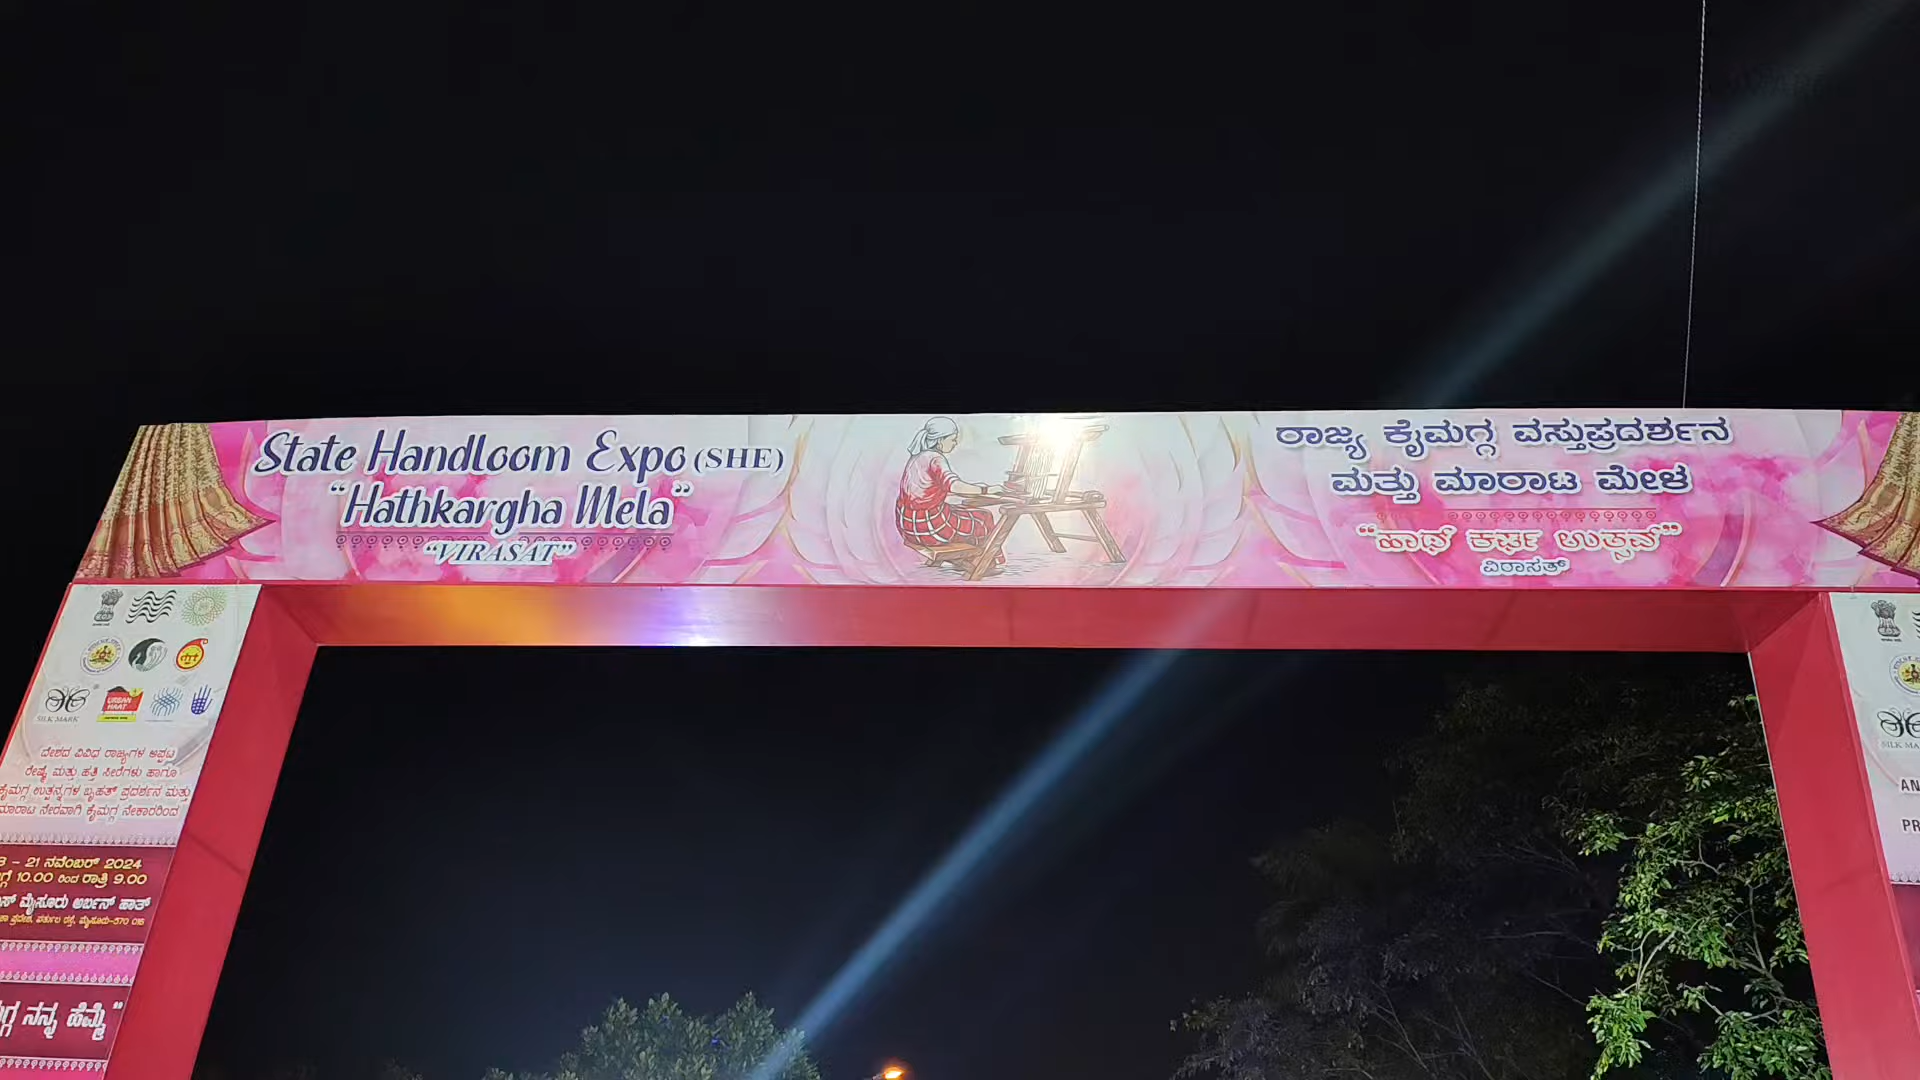 State Handloom Expo (SHE)
"Hathkargha Mela"
"VIRASAT"
ರಾಜ್ಯ ಕೈಮಗ್ಗ ವಸ್ತುಪ್ರದರ್ಶನ
ಮತ್ತು ಮಾರಾಟ ಮೇಳ
"ಹಾಥ್ ಕರ್ಘಾ ಉತ್ಸವ"
ವಿರಾಸತ್
SILK MARK
URBAN HAAT
ದೇಶದ ವಿವಿಧ ರಾಜ್ಯಗಳ ಅಪ್ಪಟ
ರೇಷ್ಮೆ ಮತ್ತು ಹತ್ತಿ ಸೀರೆಗಳು ಹಾಗೂ
ಕೈಮಗ್ಗ ಉತ್ಪನ್ನಗಳ ಬೃಹತ್ ಪ್ರದರ್ಶನ ಮತ್ತು
ಮಾರಾಟ ನೇರವಾಗಿ ಕೈಮಗ್ಗ ನೇಕಾರರಿಂದ
- 21 ನವೆಂಬರ್ 2024
10.00 ರಿಂದ ರಾತ್ರಿ 9.00
ಮೈಸೂರು ಅರ್ಬನ್ ಹಾತ್
ಮೈಸೂರು-570 016
ನನ್ನ ಹೆಮ್ಮೆ"